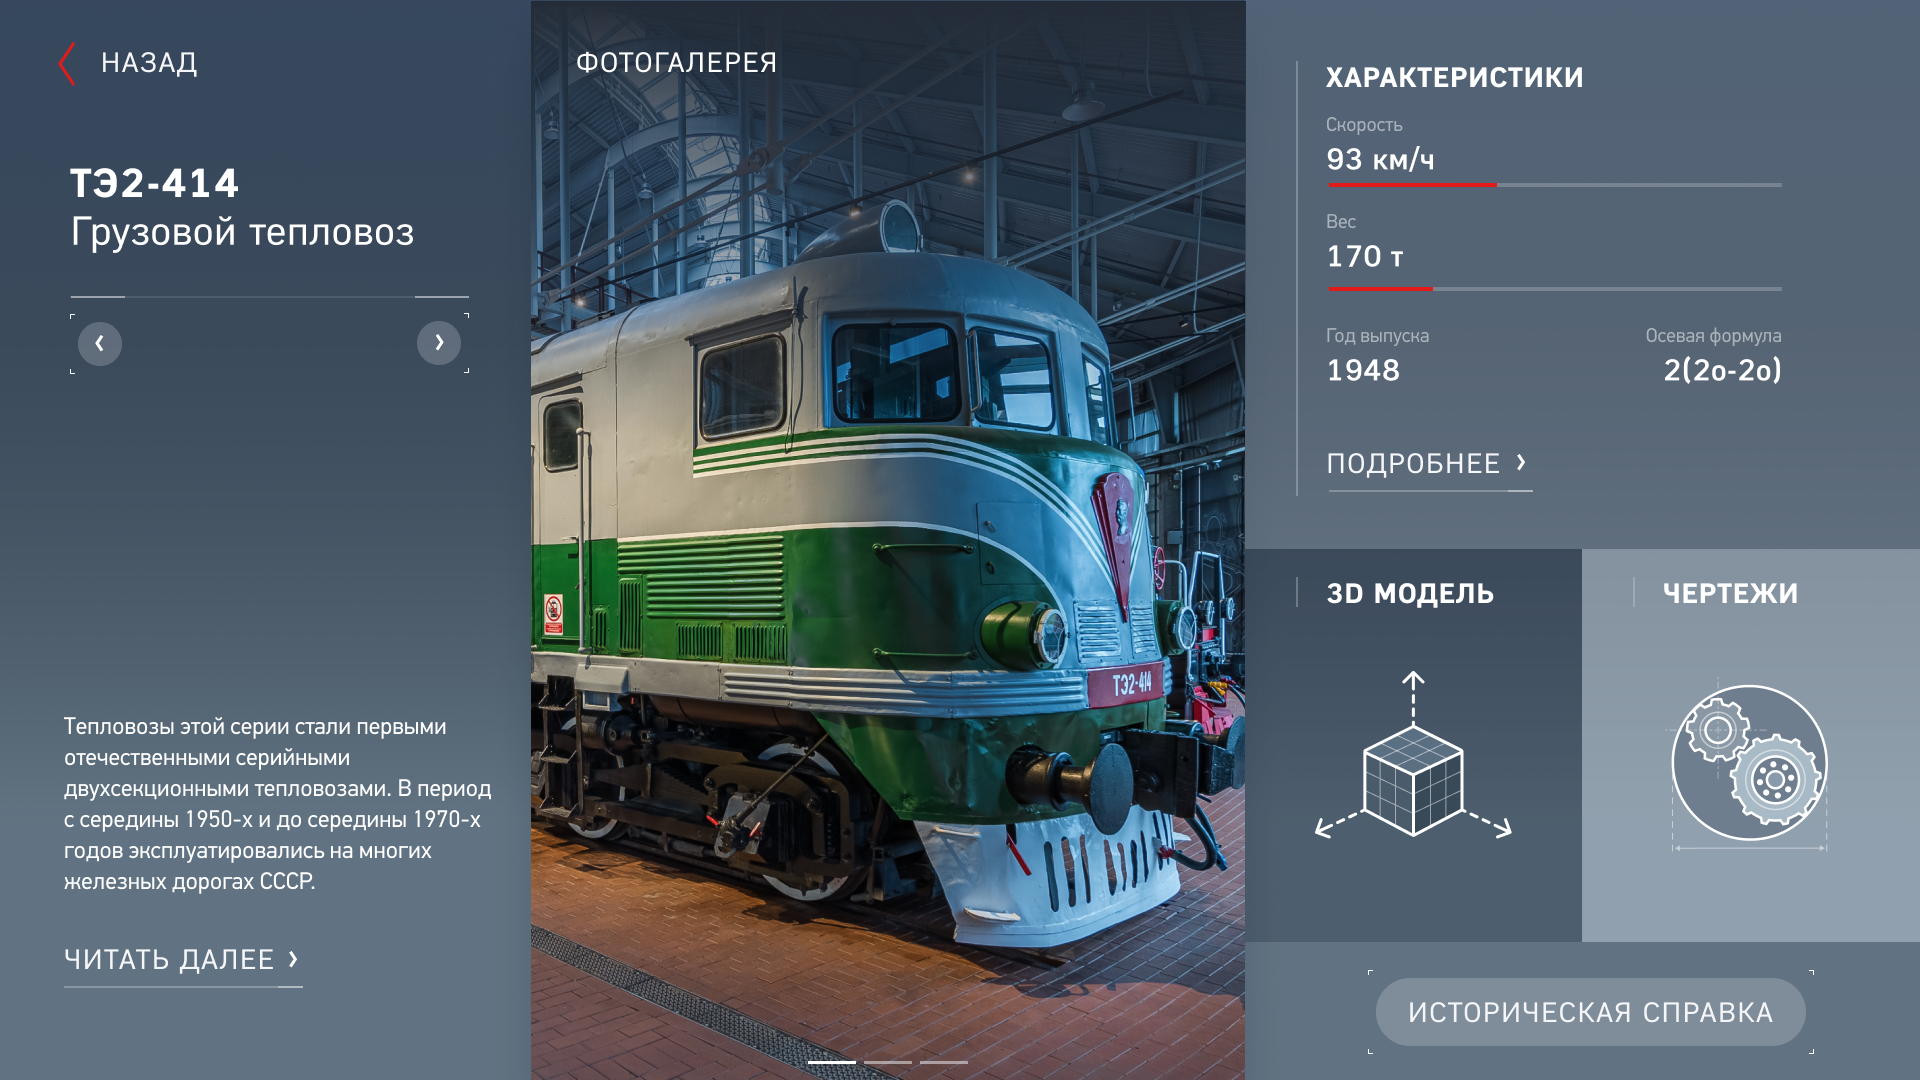 НАЗАД
ТЭ2-414
Грузовой тепловоз
Тепловозы этой серии стали первыми
отечественными серийными
двухсекционными тепловозами. В период
с середины 1950-х и до середины 1970-х
годов эксплуатировались на многих
железных дорогах СССР.
ЧИТАТЬ ДАЛЕЕ
ФОТОГАЛЕРЕЯ
ТЭ2-414
ХАРАКТЕРИСТИКИ
Скорость
93 км/ч
Вес
170 т
Год выпуска
1948
Осевая формула
2(2о-2о)
ПОДРОБНЕЕ
3D МОДЕЛЬ
ЧЕРТЕЖИ
ИСТОРИЧЕСКАЯ СПРАВКА